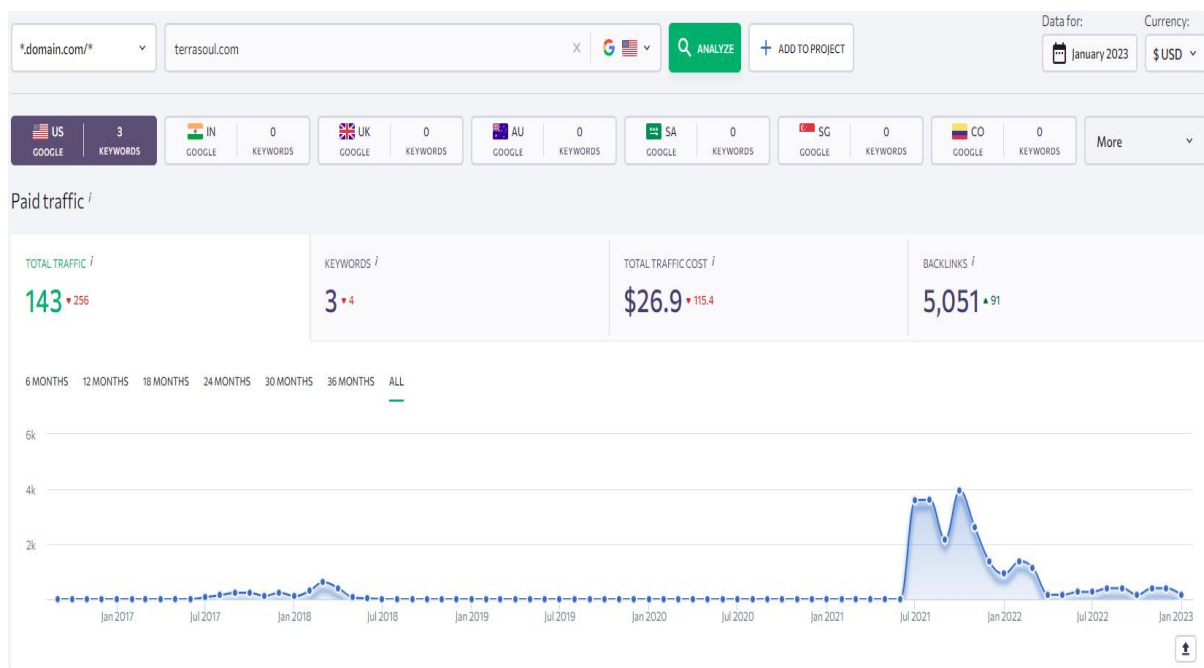 Data for: Currency:
*.domain.com/* terrasoul.com X G ANALYZE + ADD TO PROJECT January 2023 $ USD
US 3 IN 0 UK 0 AU 0 SA 0 SG 0 CO 0 More
GOOGLE KEYWORDS GOOGLE KEYWORDS GOOGLE KEYWORDS GOOGLE KEYWORDS GOOGLE KEYWORDS GOOGLE KEYWORDS GOOGLE KEYWORDS
Paid traffic i
TOTAL TRAFFIC i KEYWORDS i TOTAL TRAFFIC COST i BACKLINKS i
143 ▾ 256 3 ▾ 4 $26.9 ▾ 115.4 5,051 ▴ 91
6 MONTHS 12 MONTHS 18 MONTHS 24 MONTHS 30 MONTHS 36 MONTHS ALL
6k
4k
2k
Jan 2017 Jul 2017 Jan 2018 Jul 2018 Jan 2019 Jul 2019 Jan 2020 Jul 2020 Jan 2021 Jul 2021 Jan 2022 Jul 2022 Jan 2023